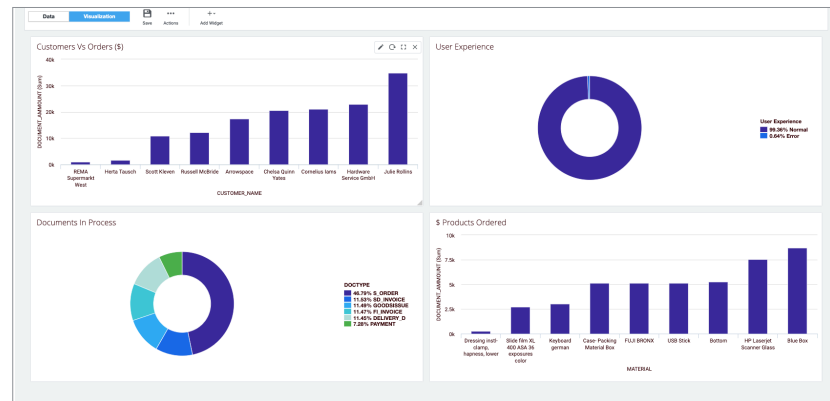 Data
Visualization
Save
Actions
Add Widget
Customers Vs Orders ($)
DOCUMENT_AMMOUNT (Sum)
40k
30k
20k
10k
0k
REMA Supermarkt West
Herta Tausch
Scott Kleven
Russell McBride
Arrowspace
Chelsa Quinn Yates
Cornelius Iams
Hardware Service GmbH
Julie Rollins
CUSTOMER_NAME
User Experience
User Experience
99.36% Normal
0.64% Error
Documents In Process
DOCTYPE
46.79% S_ORDER
11.53% SD_INVOICE
11.49% GOODSISSUE
11.47% FI_INVOICE
11.45% DELIVERY_D
7.28% PAYMENT
$ Products Ordered
DOCUMENT_AMMOUNT (Sum)
10k
7.5k
5k
2.5k
0k
Dressing instl- clamp, hapness, lower
Slide film XL 400 ASA 36 exposures color
Keyboard german
Case- Packing Material Box
FUJI BRONX
USB Stick
Bottom
HP Laserjet Scanner Glass
Blue Box
MATERIAL